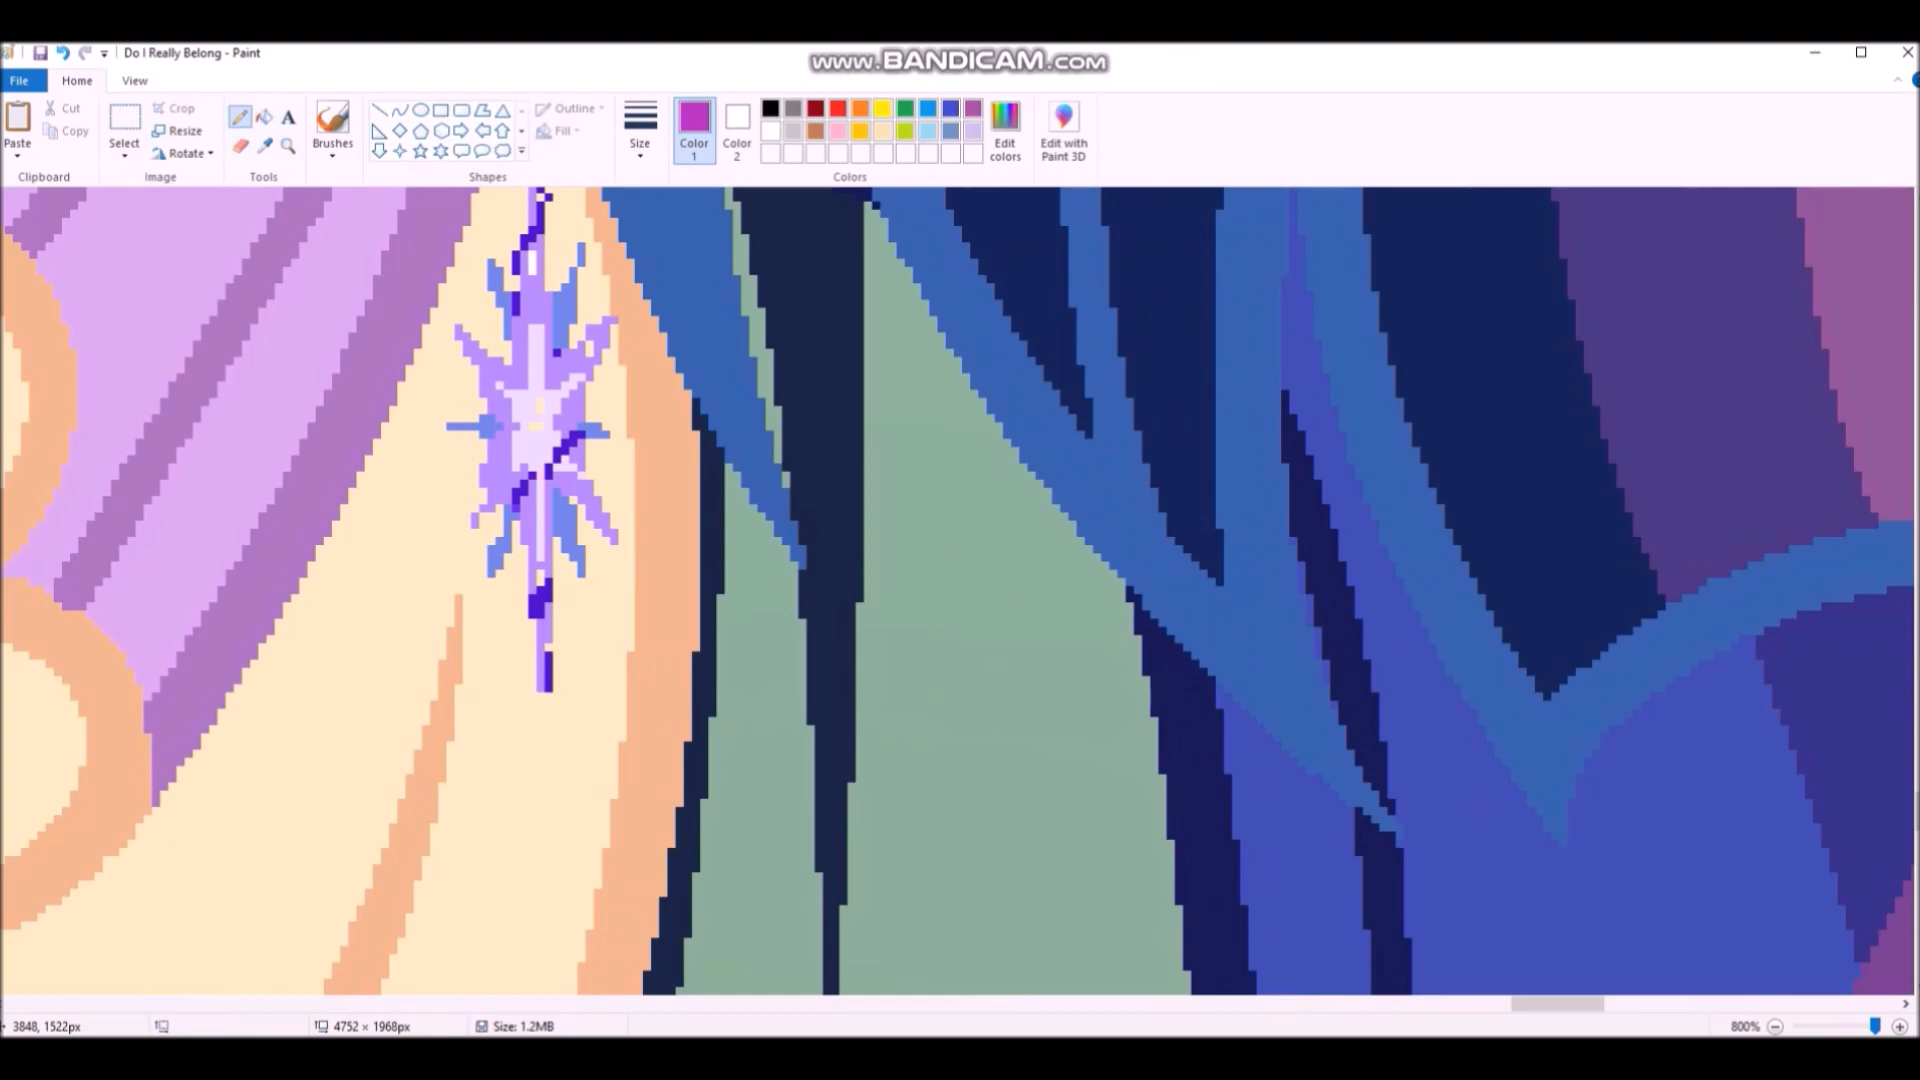 Do I Really Belong - Paint
www.BANDICAM.com
File
Home
View
Paste
Cut
Copy
Clipboard
Select
Crop
Resize
Rotate
Image
A
Tools
Brushes
Outline
Fill
Shapes
Size
Color
1
Color
2
Edit
colors
Colors
Edit with
Paint 3D
3848, 1522px
4752 × 1968px
Size: 1.2MB
800%